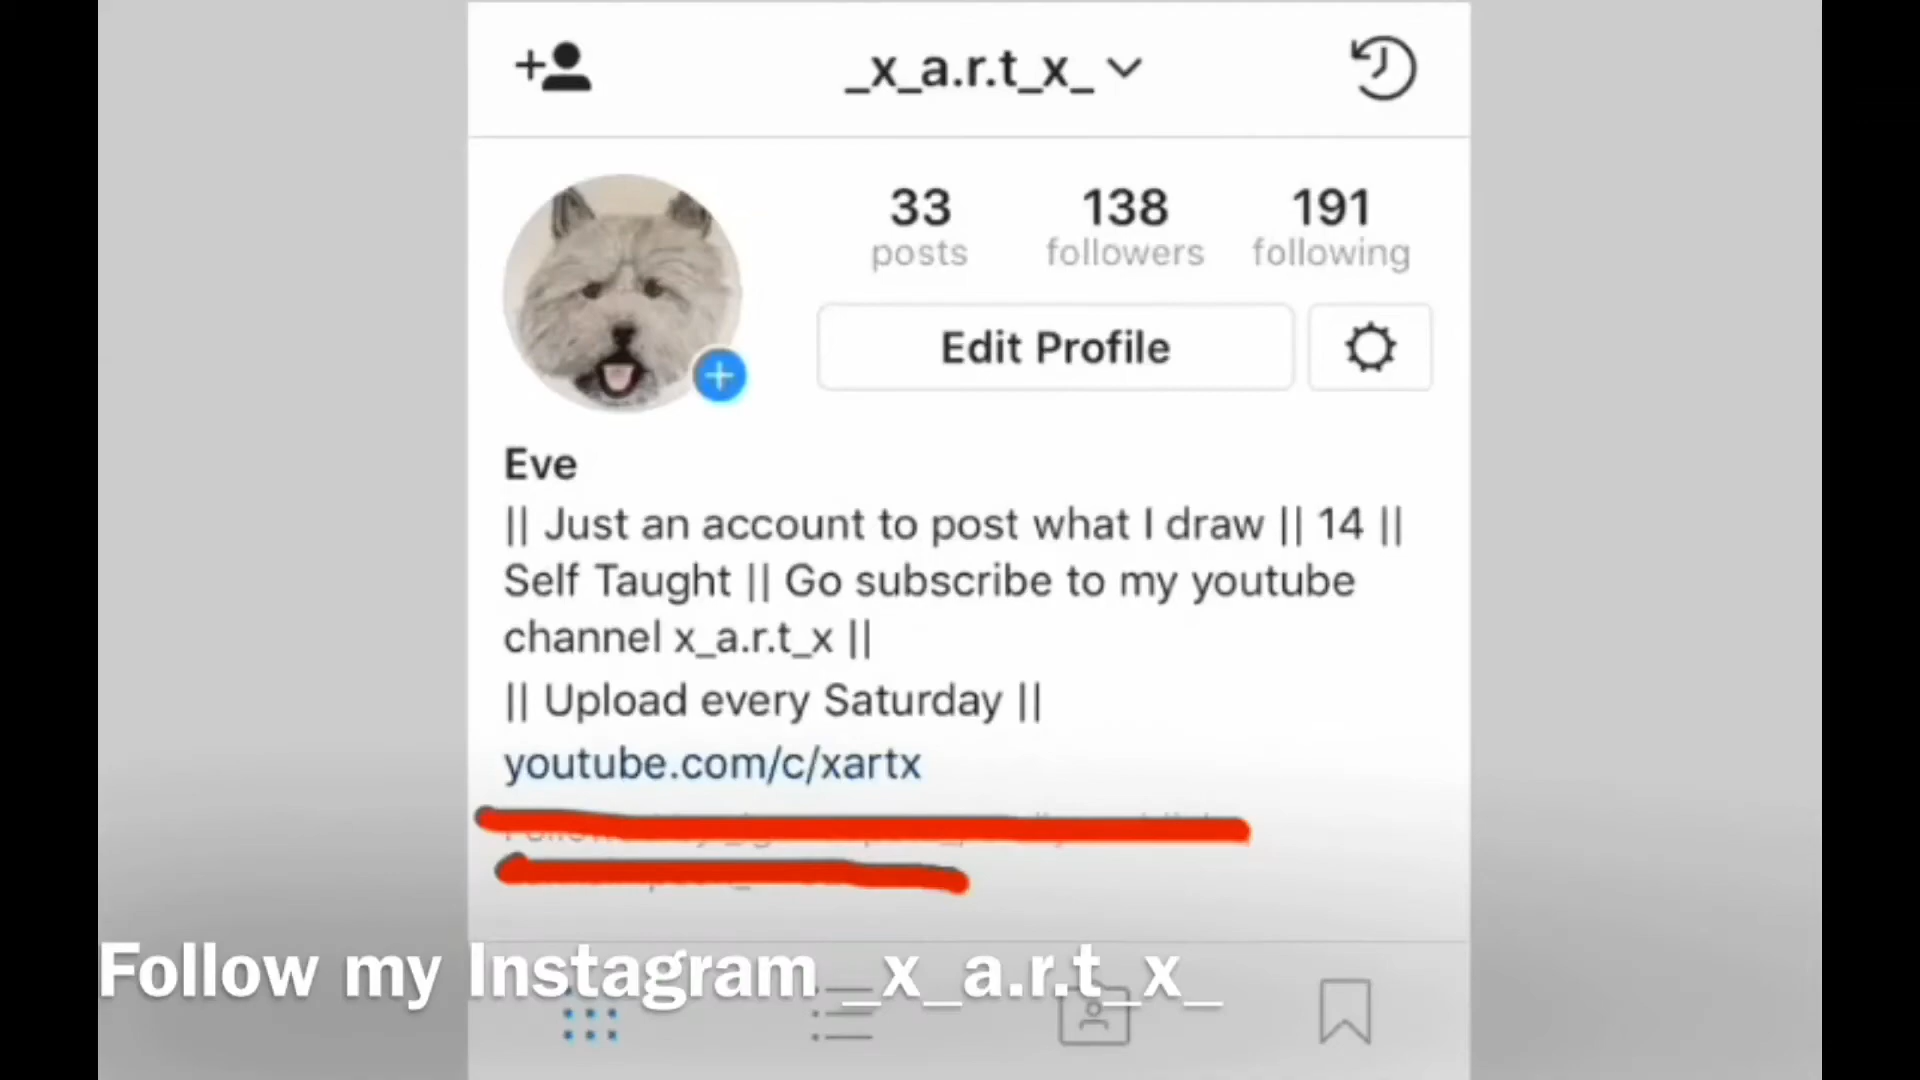 _x_a.r.t_x_
33 138 191
posts followers following
Edit Profile
Eve
|| Just an account to post what I draw || 14 ||
Self Taught || Go subscribe to my youtube
channel x_a.r.t_x ||
|| Upload every Saturday ||
youtube.com/c/xartx
Follow my Instagram _x_a.r.t_x_